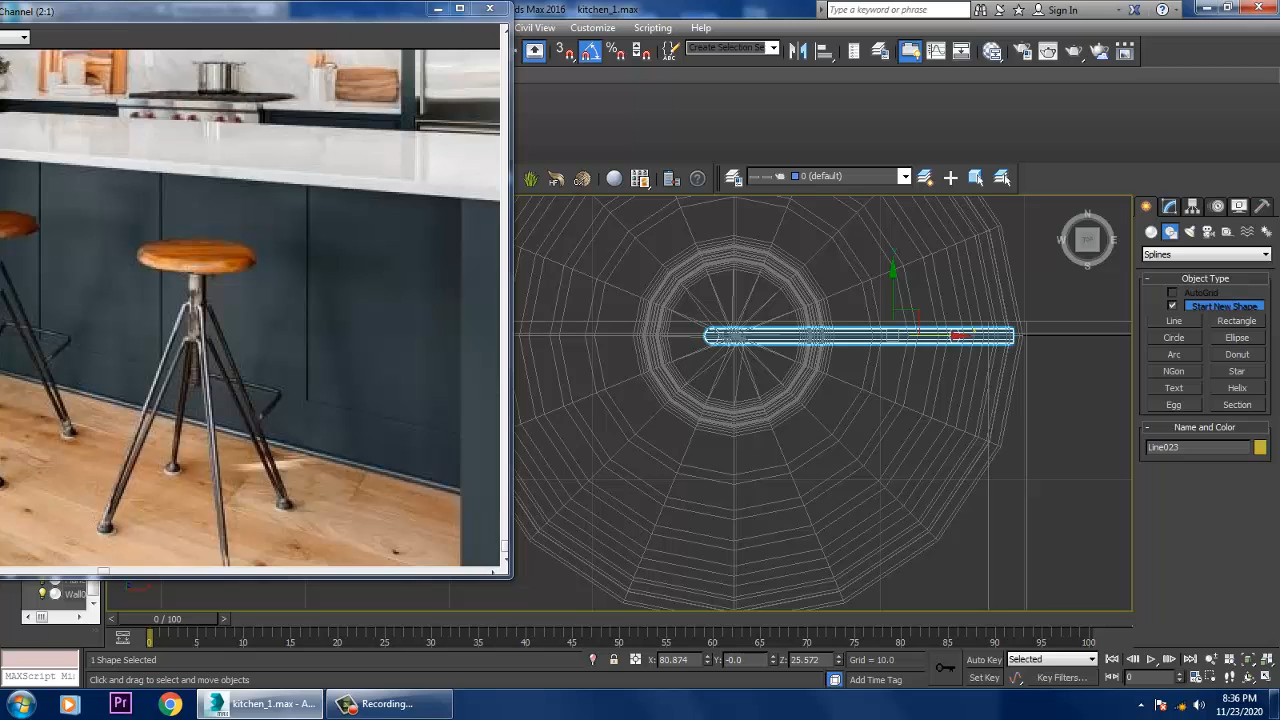 Channel (2:1)
ds Max 2016 kitchen_1.max
Type a keyword or phrase
Sign In
Civil View Customize Scripting Help
Create Selection Se
0 (default)
N
W TOP E
S
Splines
Object Type
AutoGrid
Start New Shape
Line Rectangle
Circle Ellipse
Arc Donut
NGon Star
Text Helix
Egg Section
Name and Color
Line023
Wall0
0 / 100
5 10 15 20 25 30 35 40 45 50 55 60 65 70 75 80 85 90 95 100
1 Shape Selected
X: 80.874 Y: -0.0 Z: 25.572 Grid = 10.0
Auto Key Selected
MAXScript Mi
Click and drag to select and move objects
Add Time Tag
Set Key Key Filters... 0
kitchen_1.max - A...
Recording...
8:36 PM
11/23/2020